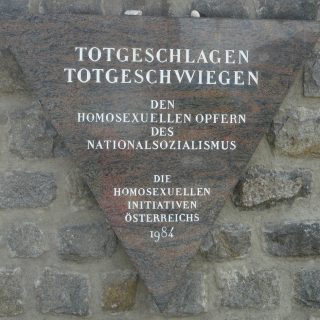 TOTGESCHLAGEN
TOTGESCHWIEGEN
DEN
HOMOSEXUELLEN OPFERN
DES
NATIONALSOZIALISMUS
DIE
HOMOSEXUELLEN
INITIATIVEN
ÖSTERREICHS
1984